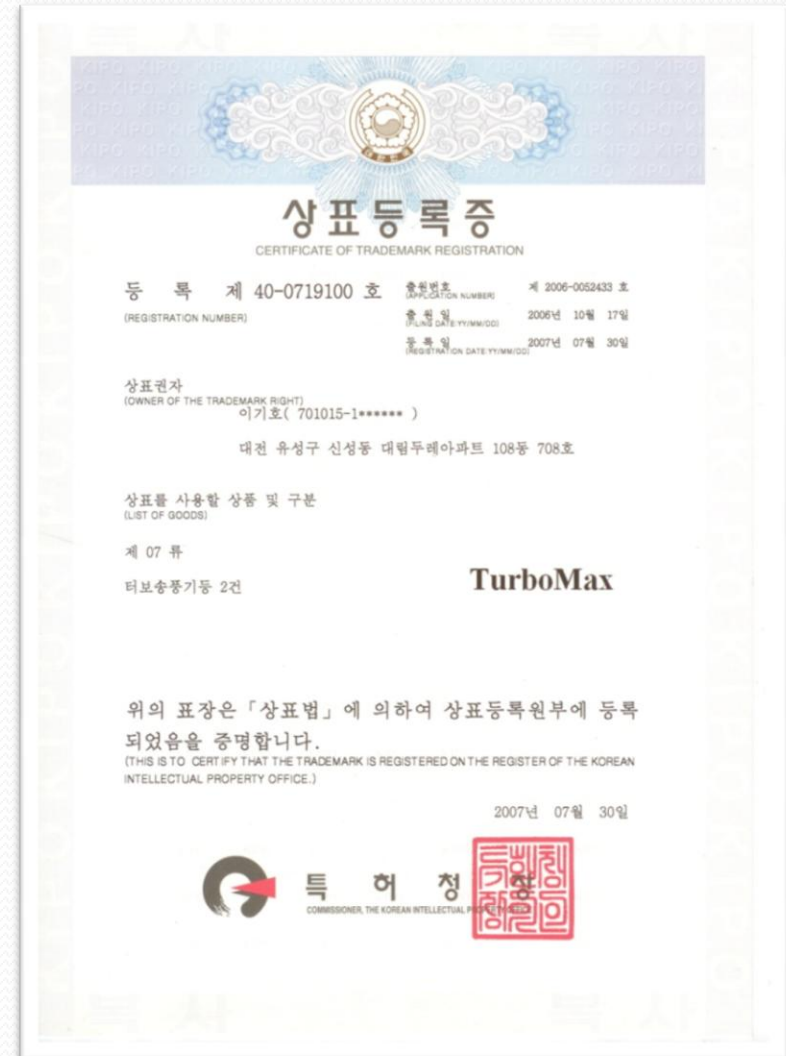 상표등록증
CERTIFICATE OF TRADEMARK REGISTRATION
등 록 제 40-0719100 호
(REGISTRATION NUMBER)
출원번호 제 2006-0052433 호
(APPLICATION NUMBER)
출 원 일 2006년 10월 17일
(FILING DATE:YY/MM/DD)
등 록 일 2007년 07월 30일
(REGISTRATION DATE:YY/MM/DD)
상표권자
(OWNER OF THE TRADEMARK RIGHT)
이기호( 701015-1****** )
대전 유성구 신성동 대림두레아파트 108동 708호
상표를 사용할 상품 및 구분
(LIST OF GOODS)
제 07 류
터보송풍기등 2건
TurboMax
위의 표장은「상표법」에 의하여 상표등록원부에 등록
되었음을 증명합니다.
(THIS IS TO CERTIFY THAT THE TRADEMARK IS REGISTERED ON THE REGISTER OF THE KOREAN
INTELLECTUAL PROPERTY OFFICE.)
2007년 07월 30일
특 허 청 장
COMMISSIONER, THE KOREAN INTELLECTUAL PROPERTY OFFICE